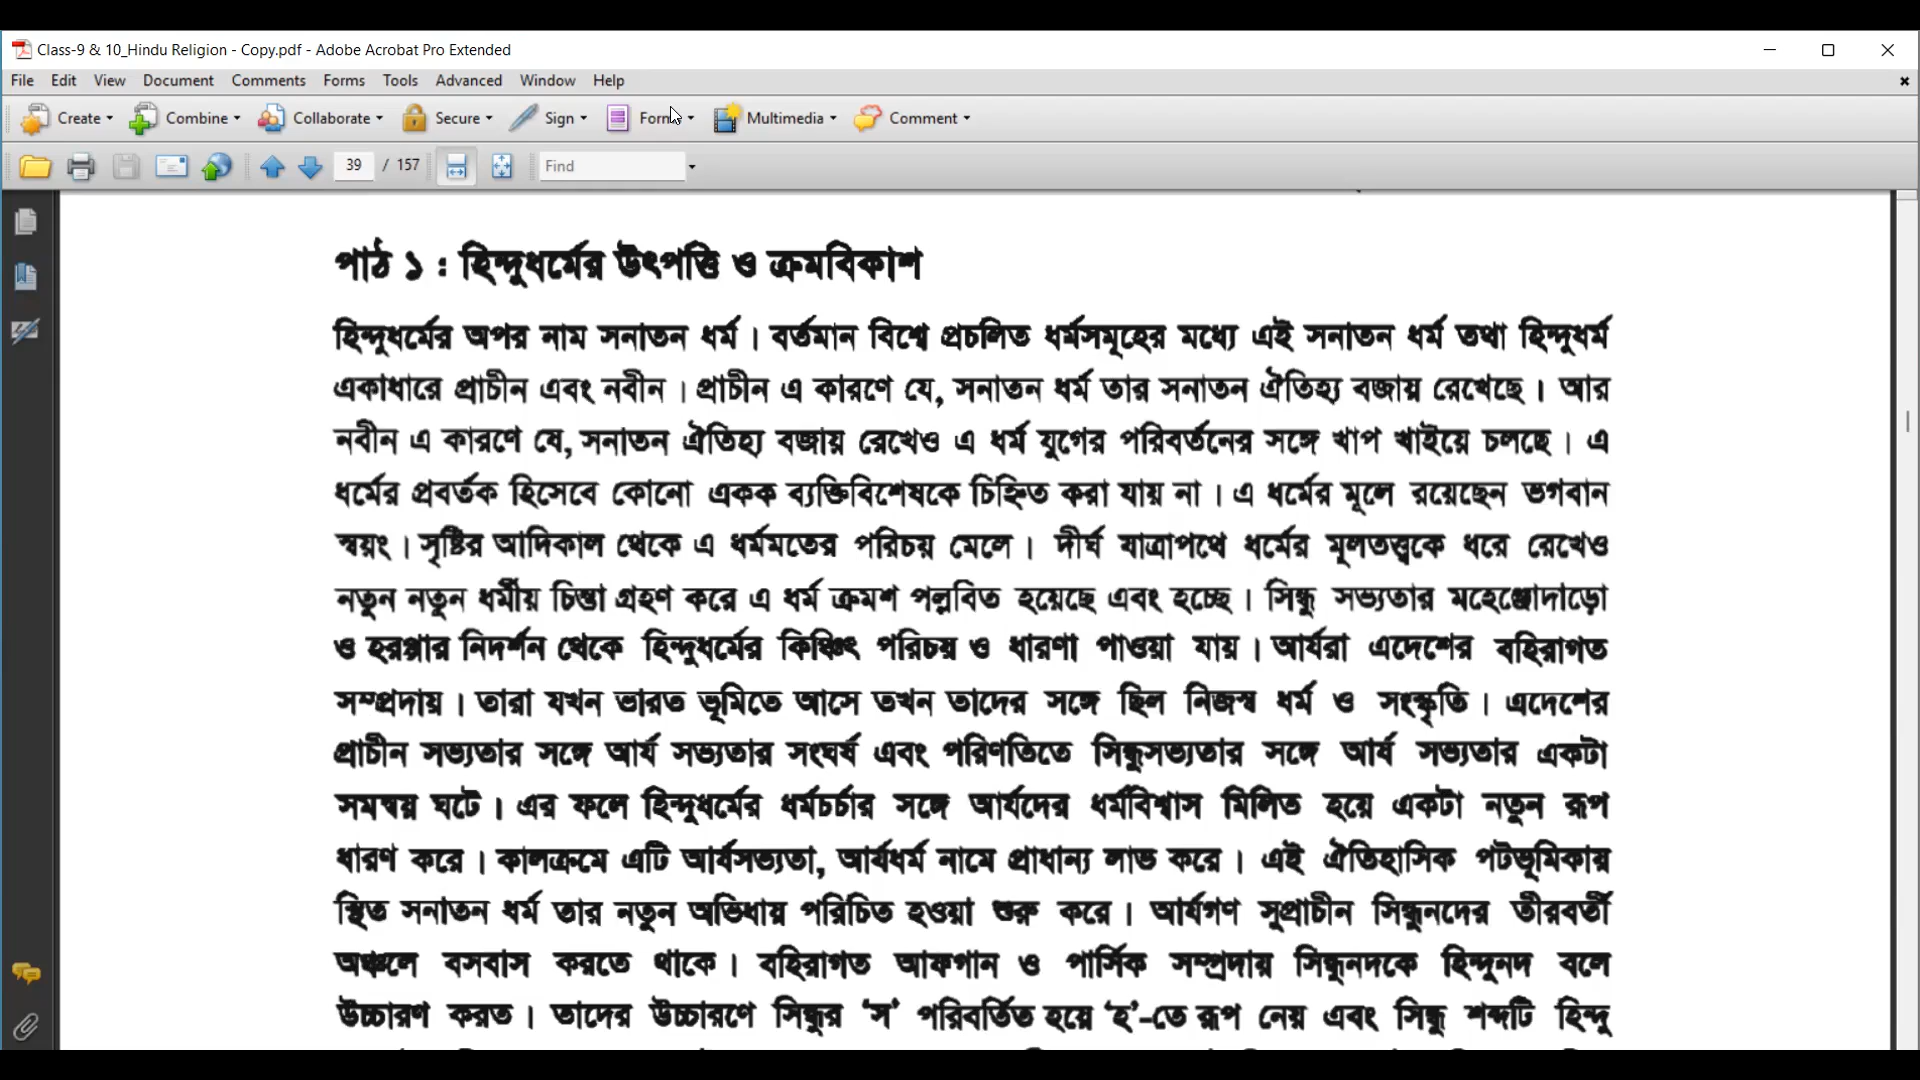 Class-9 & 10_Hindu Religion - Copy.pdf - Adobe Acrobat Pro Extended
File Edit View Document Comments Forms Tools Advanced Window Help
Create Combine Collaborate Secure Sign Forms Multimedia Comment
39 / 157 Find
পাঠ ১ : হিন্দুধর্মের উৎপত্তি ও ক্রমবিকাশ
হিন্দুধর্মের অপর নাম সনাতন ধর্ম । বর্তমান বিশ্বে প্রচলিত ধর্মসমূহের মধ্যে এই সনাতন ধর্ম তথা হিন্দুধর্ম
একাধারে প্রাচীন এবং নবীন । প্রাচীন এ কারণে যে, সনাতন ধর্ম তার সনাতন ঐতিহ্য বজায় রেখেছে । আর
নবীন এ কারণে যে, সনাতন ঐতিহ্য বজায় রেখেও এ ধর্ম যুগের পরিবর্তনের সঙ্গে খাপ খাইয়ে চলছে । এ
ধর্মের প্রবর্তক হিসেবে কোনো একক ব্যক্তিবিশেষকে চিহ্নিত করা যায় না । এ ধর্মের মূলে রয়েছেন ভগবান
স্বয়ং । সৃষ্টির আদিকাল থেকে এ ধর্মমতের পরিচয় মেলে । দীর্ঘ যাত্রাপথে ধর্মের মূলতত্ত্বকে ধরে রেখেও
নতুন নতুন ধর্মীয় চিন্তা গ্রহণ করে এ ধর্ম ক্রমশ পল্লবিত হয়েছে এবং হচ্ছে । সিন্ধু সভ্যতার মহেঞ্জোদাড়ো
ও হরপ্পার নিদর্শন থেকে হিন্দুধর্মের কিঞ্চিৎ পরিচয় ও ধারণা পাওয়া যায় । আর্যরা এদেশের বহিরাগত
সম্প্রদায় । তারা যখন ভারত ভূমিতে আসে তখন তাদের সঙ্গে ছিল নিজস্ব ধর্ম ও সংস্কৃতি । এদেশের
প্রাচীন সভ্যতার সঙ্গে আর্য সভ্যতার সংঘর্ষ এবং পরিণতিতে সিন্ধুসভ্যতার সঙ্গে আর্য সভ্যতার একটা
সমন্বয় ঘটে । এর ফলে হিন্দুধর্মের ধর্মচর্চার সঙ্গে আর্যদের ধর্মবিশ্বাস মিলিত হয়ে একটা নতুন রূপ
ধারণ করে । কালক্রমে এটি আর্যসভ্যতা, আর্যধর্ম নামে প্রাধান্য লাভ করে । এই ঐতিহাসিক পটভূমিকায়
স্থিত সনাতন ধর্ম তার নতুন অভিধায় পরিচিত হওয়া শুরু করে । আর্যগণ সুপ্রাচীন সিন্ধুনদের তীরবর্তী
অঞ্চলে বসবাস করতে থাকে । বহিরাগত আফগান ও পার্সিক সম্প্রদায় সিন্ধুনদকে হিন্দুনদ বলে
উচ্চারণ করত । তাদের উচ্চারণে সিন্ধুর ‘স’ পরিবর্তিত হয়ে ‘হ’-তে রূপ নেয় এবং সিন্ধু শব্দটি হিন্দু